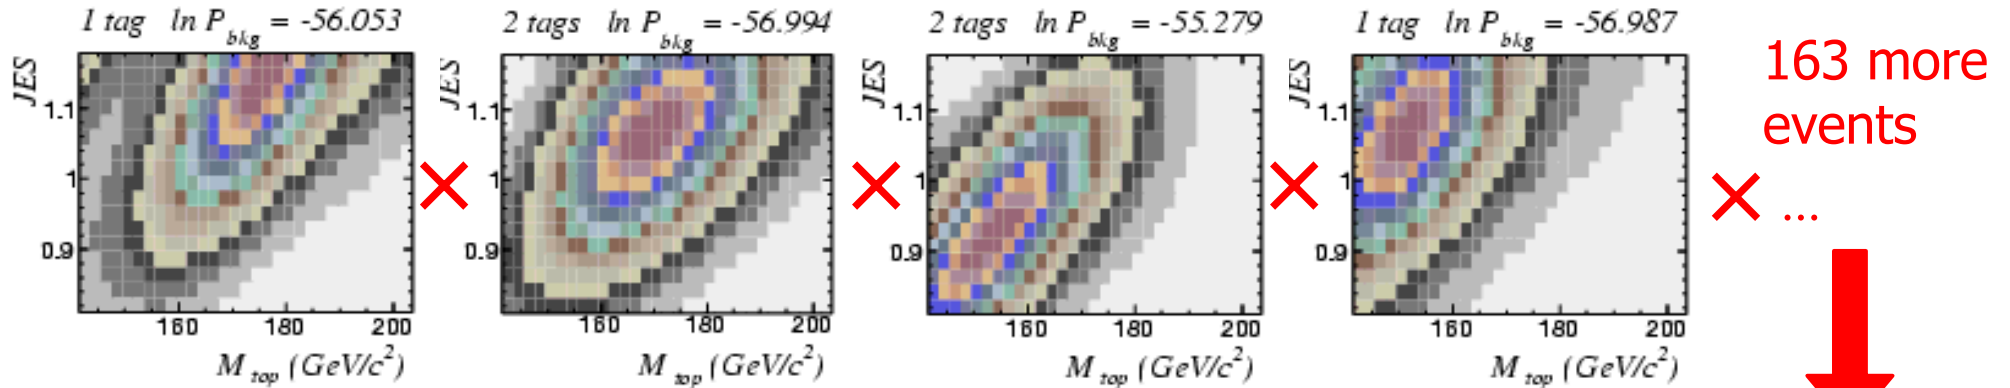 1 tag ln P_bkg = -56.053
JES
1.1
1
0.9
160 180 200
M_top (GeV/c²)
×
2 tags ln P_bkg = -56.994
JES
1.1
1
0.9
160 180 200
M_top (GeV/c²)
×
2 tags ln P_bkg = -55.279
JES
1.1
1
0.9
160 180 200
M_top (GeV/c²)
×
1 tag ln P_bkg = -56.987
JES
1.1
1
0.9
160 180 200
M_top (GeV/c²)
× ...
163 more
events